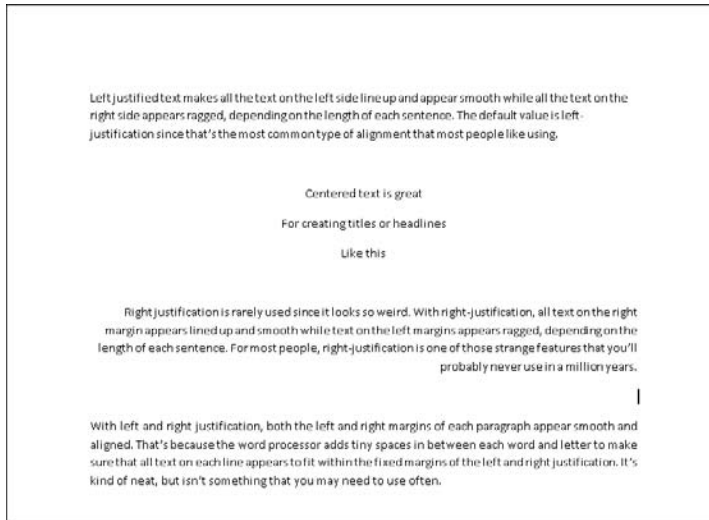 Left justified text makes all the text on the left side line up and appear smooth while all the text on the
right side appears ragged, depending on the length of each sentence. The default value is left-
justification since that's the most common type of alignment that most people like using.
Centered text is great
For creating titles or headlines
Like this
Right justification is rarely used since it looks so weird. With right-justification, all text on the right
margin appears lined up and smooth while text on the left margins appears ragged, depending on the
length of each sentence. For most people, right-justification is one of those strange features that you'll
probably never use in a million years.
With left and right justification, both the left and right margins of each paragraph appear smooth and
aligned. That's because the word processor adds tiny spaces in between each word and letter to make
sure that all text on each line appears to fit within the fixed margins of the left and right justification. It's
kind of neat, but isn't something that you may need to use often.